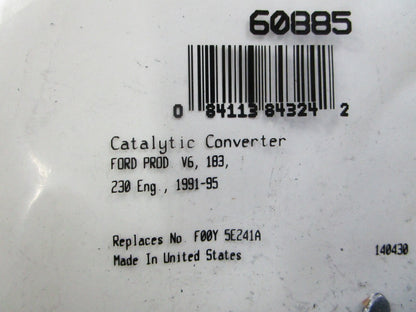 60885
0 84113 84324 2
Catalytic Converter
FORD PROD V6, 183,
230 Eng., 1991-95
Replaces No. F00Y 5E241A
Made In United States
140430